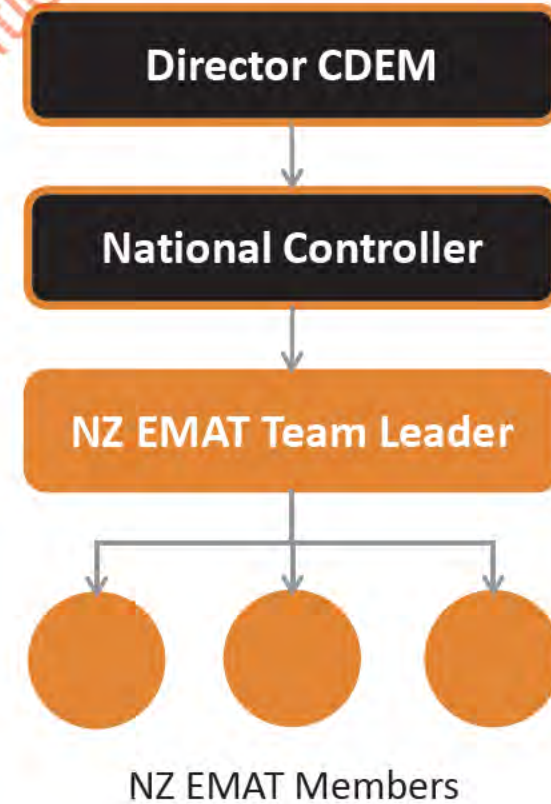 Director CDEM
National Controller
NZ EMAT Team Leader
NZ EMAT Members